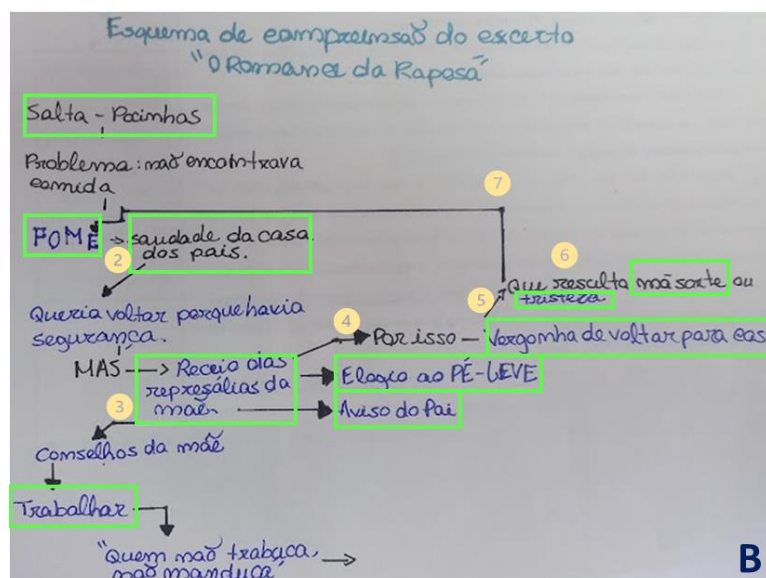 Esquema de compreensão do excerto
"O Romance da Raposa"
Salta-Pocinhas
Problema: não encontrava
comida
7
FOME → saudade da casa
dos pais.
2
6
Que resulta má sorte ou
tristeza
5
Queria voltar porque havia
segurança.
4
Por isso – Vergonha de voltar para cas
MAS → Receio das
represálias da
mãe.
Elogio ao PÉ-LEVE
Aviso do Pai
3
Conselhos da mãe
Trabalhar
"Quem não trabuca,
não manduca"
B